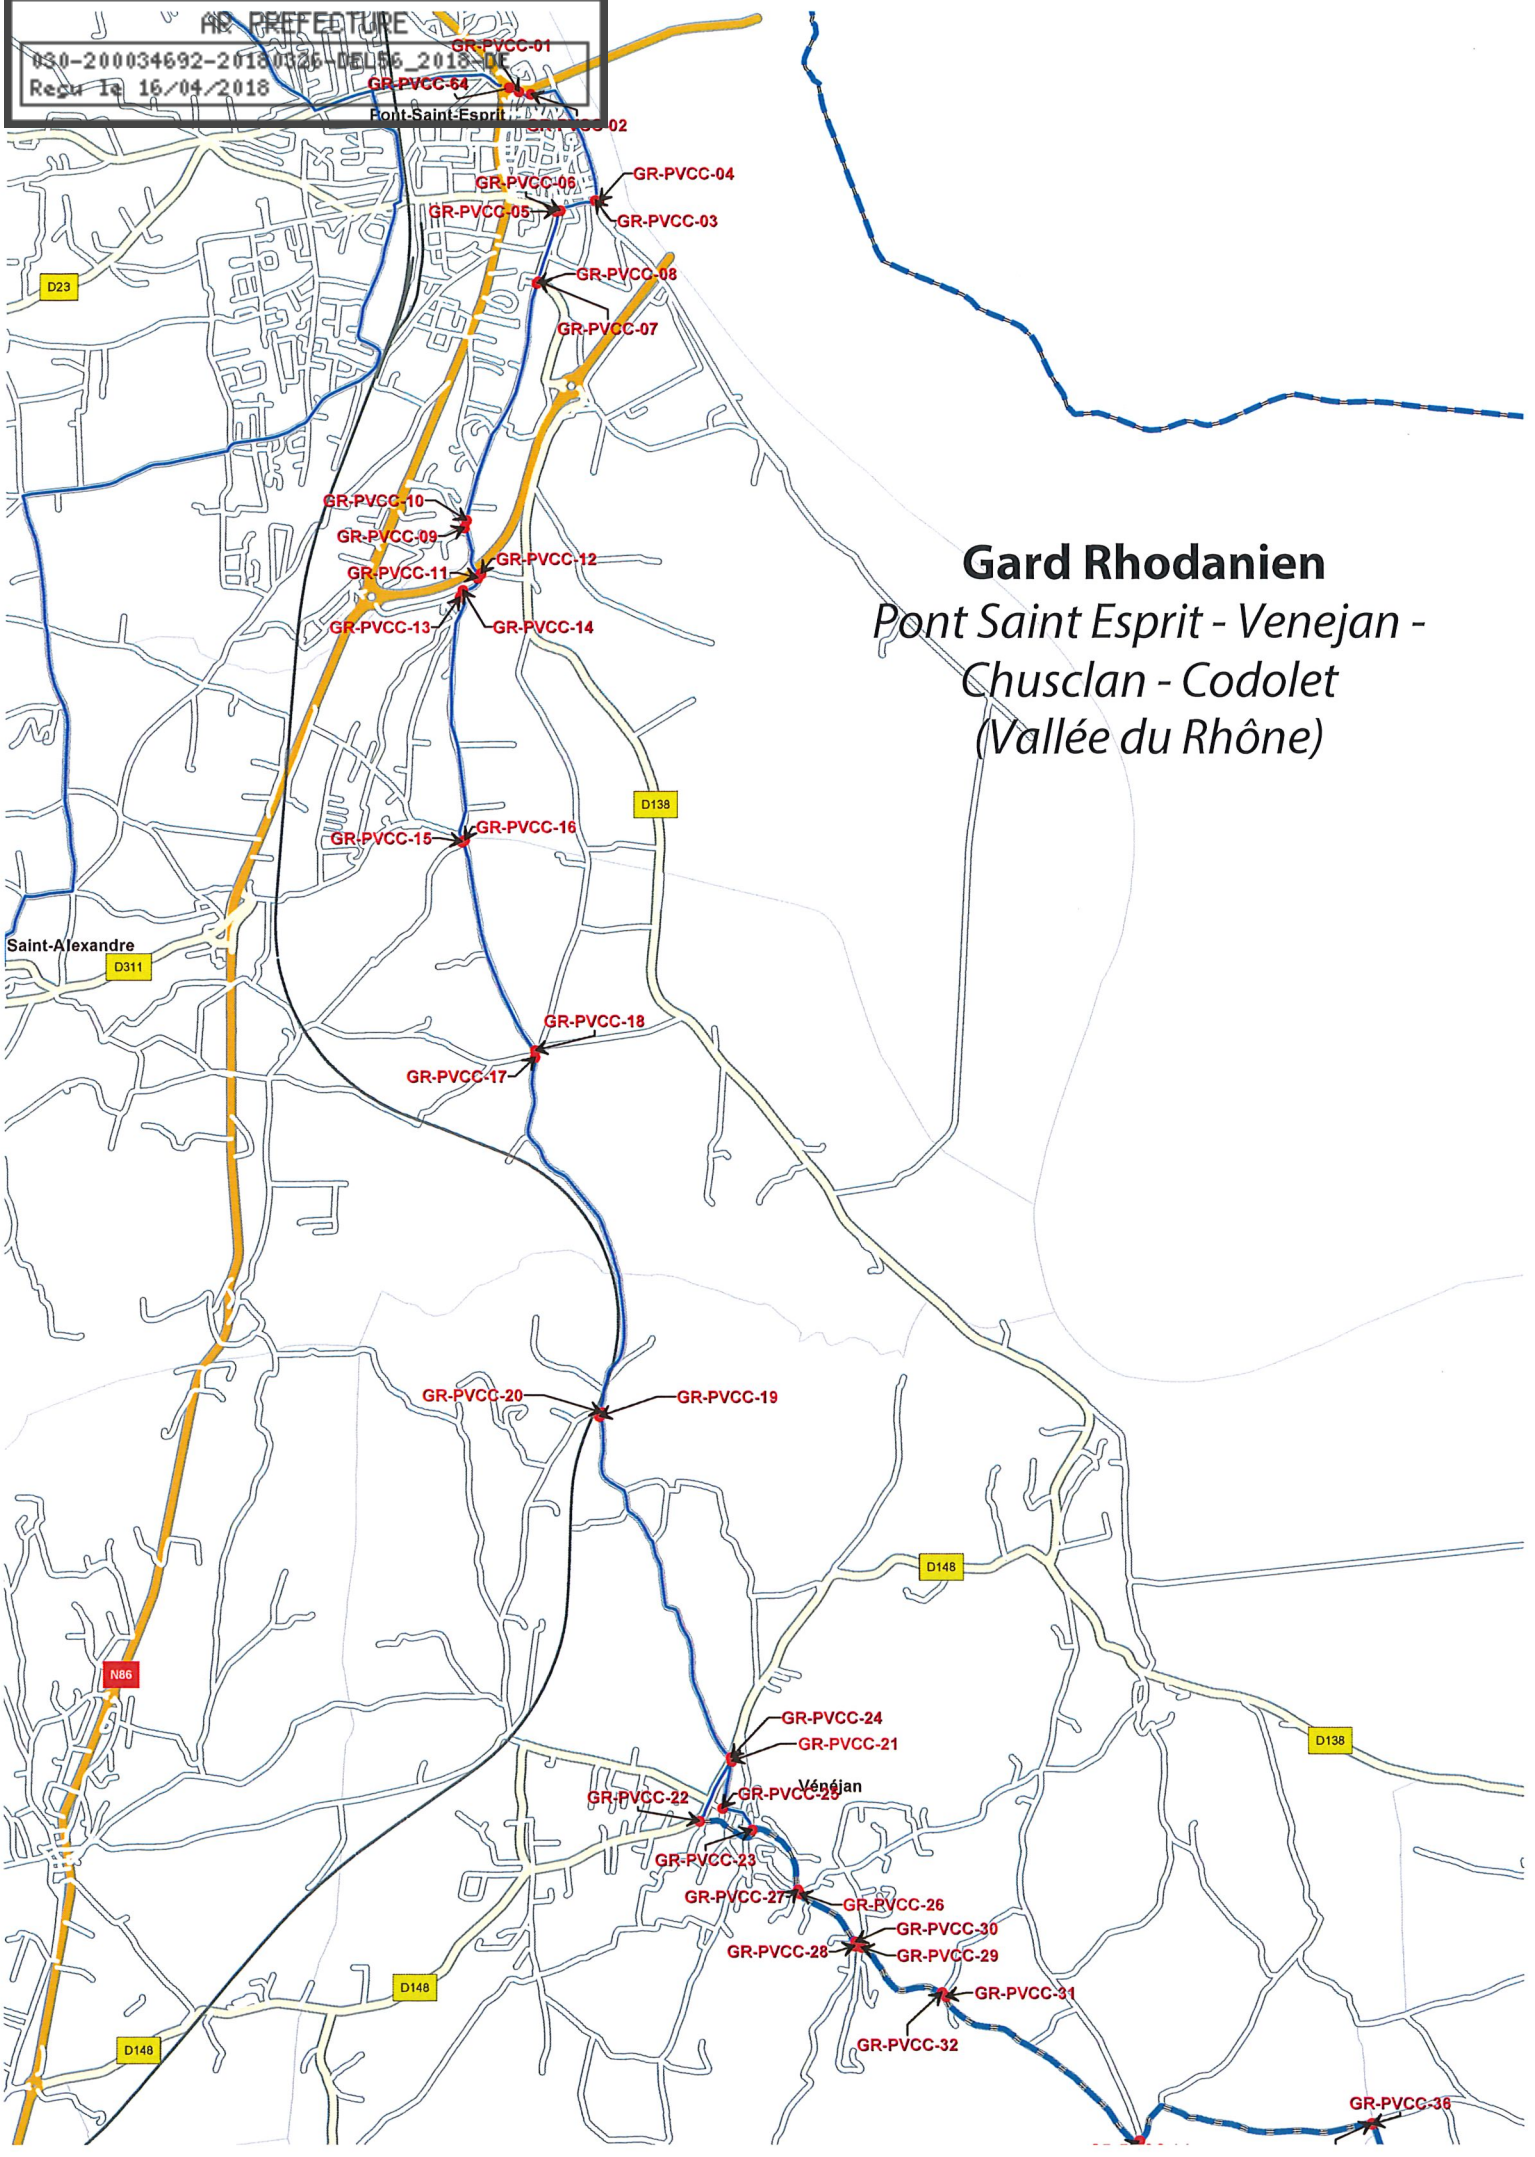 AR PREFECTURE
030-200034692-20180326-DEL56_2018-DE
Reçu le 16/04/2018
GR-PVCC-01
GR-PVCC-64
Pont-Saint-Esprit
GR-PVCC-02
GR-PVCC-04
GR-PVCC-06
GR-PVCC-05
GR-PVCC-03
GR-PVCC-08
D23
GR-PVCC-07
GR-PVCC-10
GR-PVCC-09
GR-PVCC-12
GR-PVCC-11
GR-PVCC-13
GR-PVCC-14
Gard Rhodanien
Pont Saint Esprit - Venejan -
Chusclan - Codolet
(Vallée du Rhône)
D138
GR-PVCC-16
GR-PVCC-15
Saint-Alexandre
D311
GR-PVCC-18
GR-PVCC-17
GR-PVCC-20
GR-PVCC-19
D148
N86
GR-PVCC-24
GR-PVCC-21
D138
Vénéjan
GR-PVCC-22
GR-PVCC-25
GR-PVCC-23
GR-PVCC-27
GR-PVCC-26
GR-PVCC-30
GR-PVCC-28
GR-PVCC-29
D148
GR-PVCC-31
GR-PVCC-32
D148
GR-PVCC-36